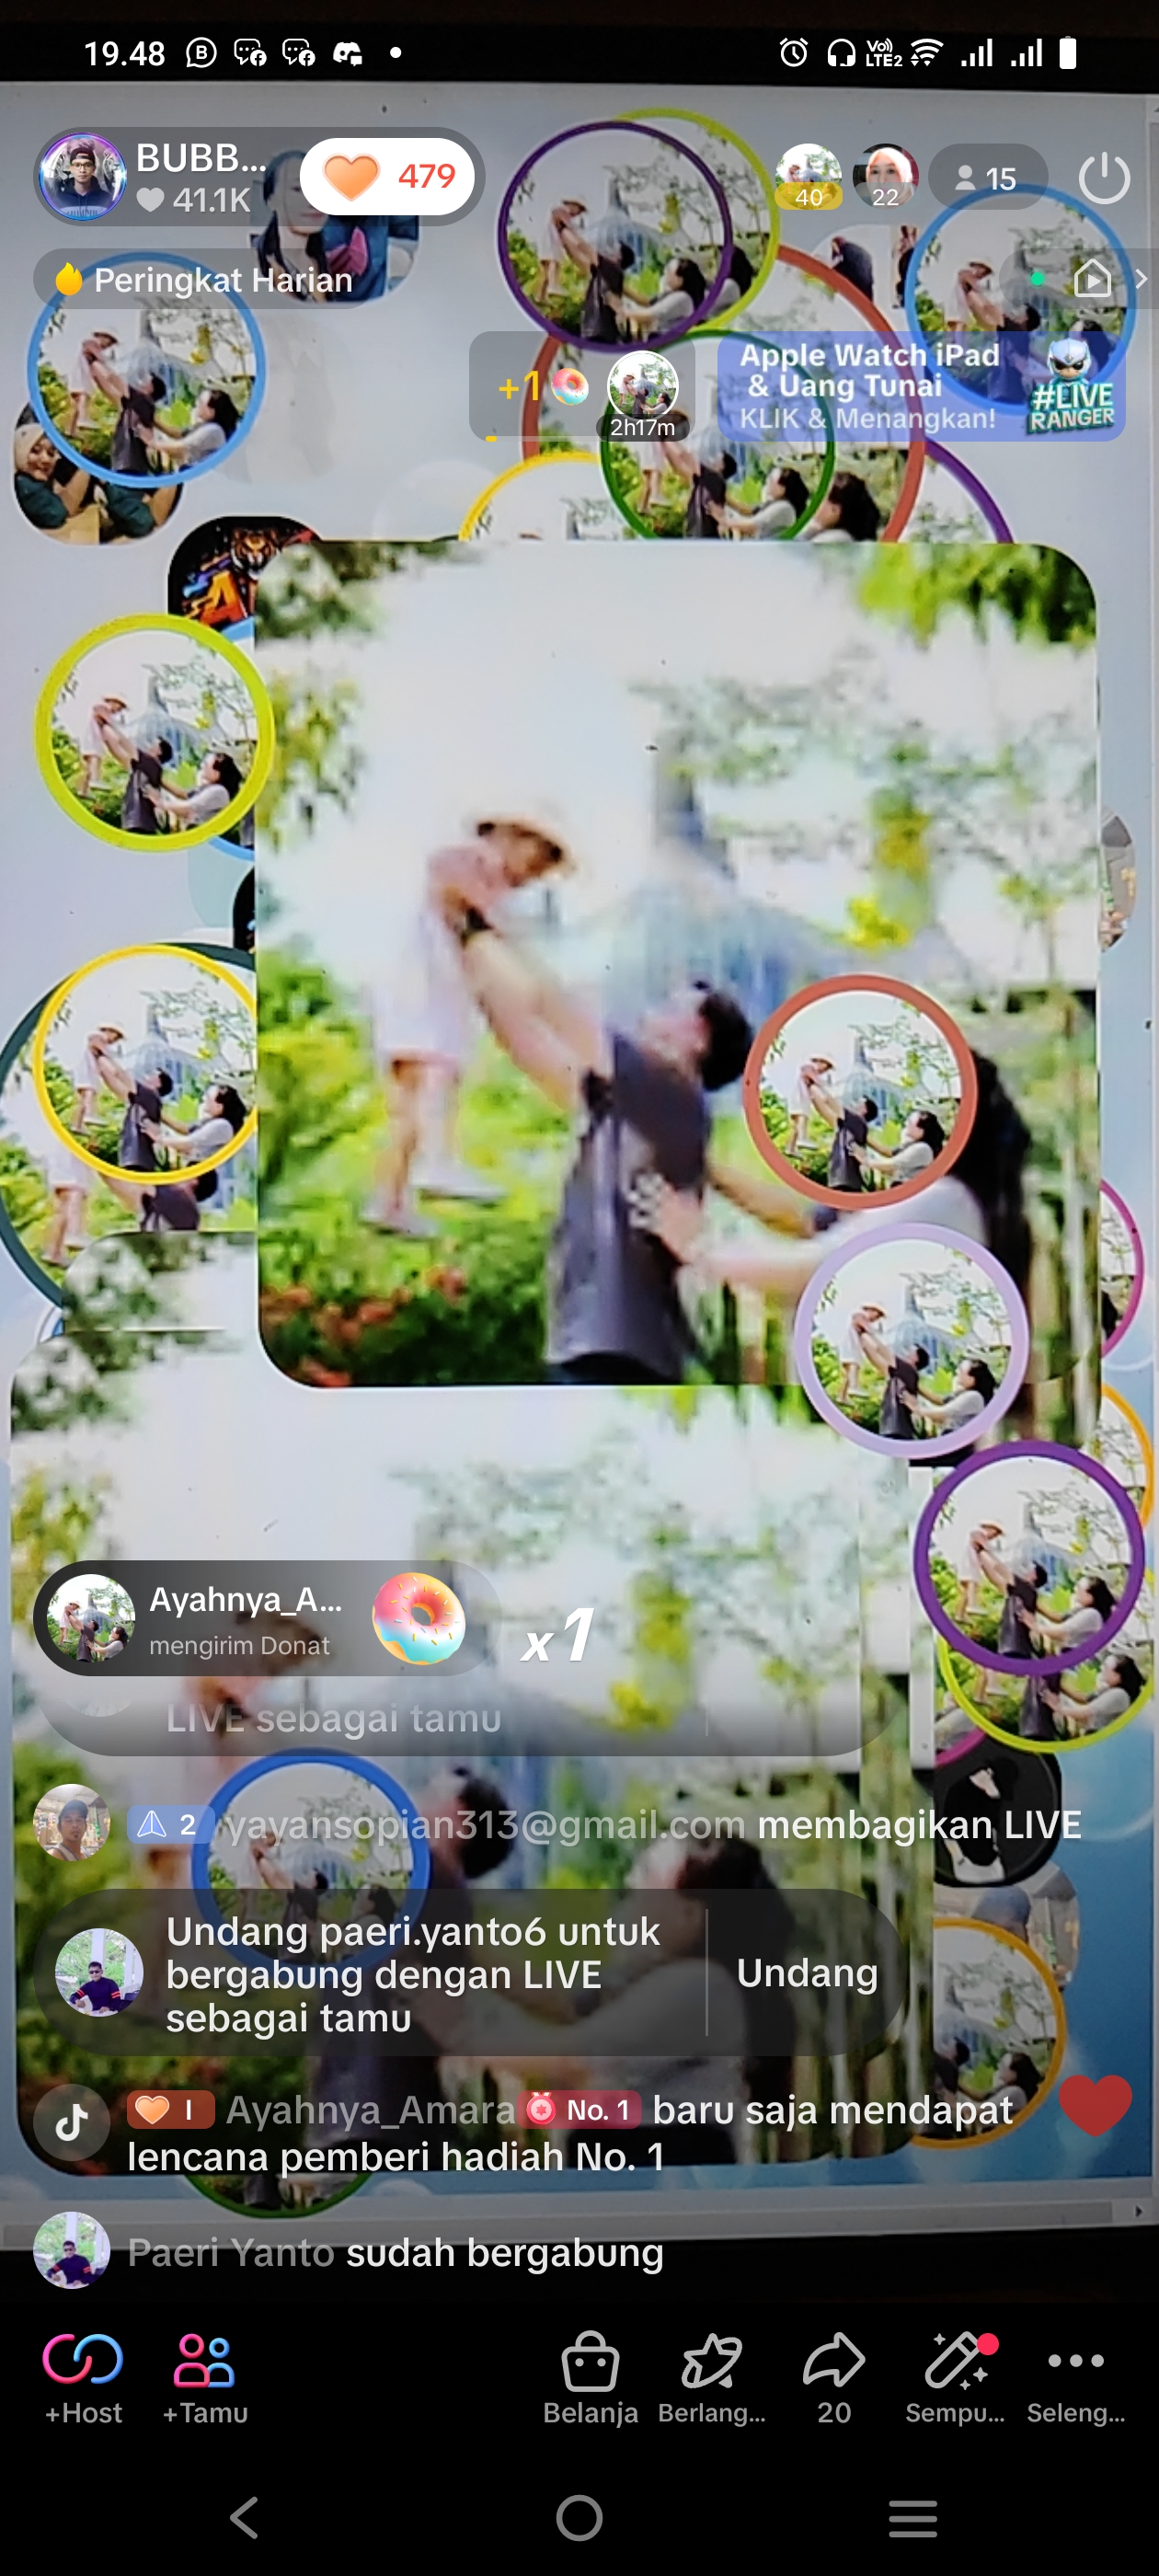 19.48
Vo)
LTE2
BUBB...
41.1K
479
40
22
15
Peringkat Harian
+1
2h17m
Apple Watch iPad
& Uang Tunai
KLIK & Menangkan!
#LIVE
RANGER
Ayahnya_A...
mengirim Donat
x1
LIVE sebagai tamu
2 yayansopian313@gmail.com membagikan LIVE
Undang paeri.yanto6 untuk
bergabung dengan LIVE
sebagai tamu
Undang
I Ayahnya_Amara No. 1 baru saja mendapat
lencana pemberi hadiah No. 1
Paeri Yanto sudah bergabung
+Host
+Tamu
Belanja
Berlang...
20
Sempu...
Seleng...